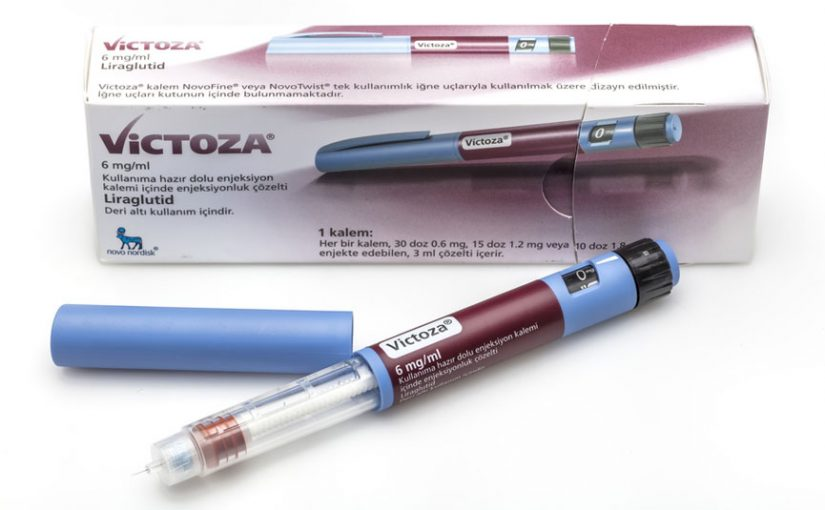 VICTOZA®
6 mg/ml
Liraglutid
Victoza®
0
Victoza® kalem NovoFine® veya NovoTwist® tek kullanımlık iğne uçlarıyla kullanılmak üzere dizayn edilmiştir.
İğne uçları kutunun içinde bulunmamaktadır.
VICTOZA®
6 mg/ml
Kullanıma hazır dolu enjeksiyon
kalemi içinde enjeksiyonluk çözelti
Liraglutid
Deri altı kullanım içindir.
Victoza®
0
novo nordisk®
1 kalem:
Her bir kalem, 30 doz 0.6 mg, 15 doz 1.2 mg veya 10 doz 1.8
enjekte edebilen, 3 ml çözelti içerir.
0
Victoza®
6 mg/ml
Kullanıma hazır dolu enjeksiyon kalemi
içinde enjeksiyonluk çözelti
Liraglutid